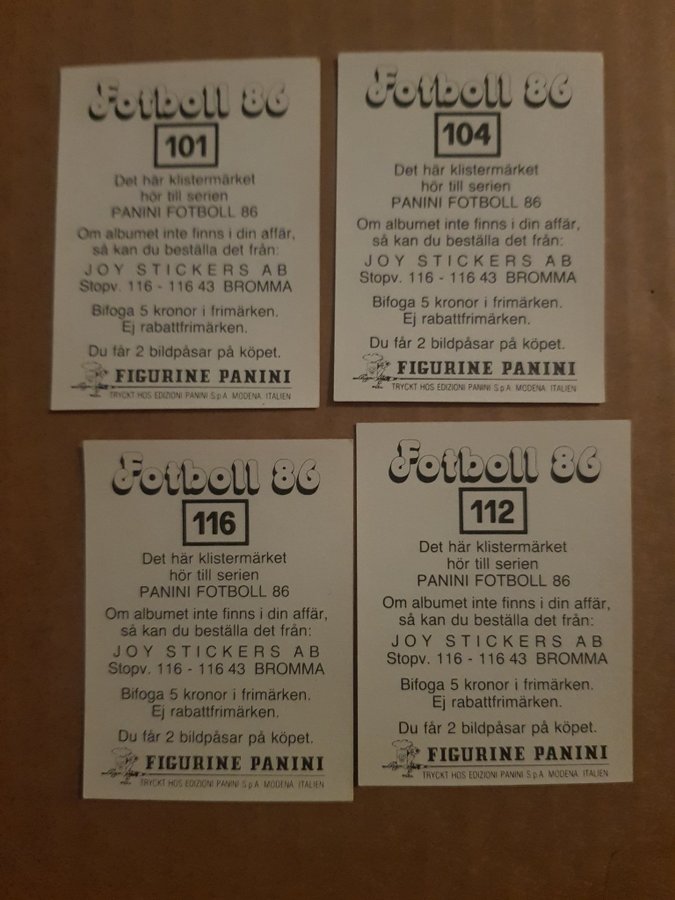 Fotboll 86
101
Det här klistermärket
hör till serien
PANINI FOTBOLL 86
Om albumet inte finns i din affär,
så kan du beställa det från:
JOY STICKERS AB
Stopv. 116 - 116 43 BROMMA
Bifoga 5 kronor i frimärken.
Ej rabattfrimärken.
Du får 2 bildpåsar på köpet.
FIGURINE PANINI
TRYCKT HOS EDIZIONI PANINI S.p.A. MODENA ITALIEN
Fotboll 86
104
Det här klistermärket
hör till serien
PANINI FOTBOLL 86
Om albumet inte finns i din affär,
så kan du beställa det från:
JOY STICKERS AB
Stopv. 116 - 116 43 BROMMA
Bifoga 5 kronor i frimärken.
Ej rabattfrimärken.
Du får 2 bildpåsar på köpet.
FIGURINE PANINI
TRYCKT HOS EDIZIONI PANINI S.p.A. MODENA ITALIEN
Fotboll 86
116
Det här klistermärket
hör till serien
PANINI FOTBOLL 86
Om albumet inte finns i din affär,
så kan du beställa det från:
JOY STICKERS AB
Stopv. 116 - 116 43 BROMMA
Bifoga 5 kronor i frimärken.
Ej rabattfrimärken.
Du får 2 bildpåsar på köpet.
FIGURINE PANINI
TRYCKT HOS EDIZIONI PANINI S.p.A. MODENA ITALIEN
Fotboll 86
112
Det här klistermärket
hör till serien
PANINI FOTBOLL 86
Om albumet inte finns i din affär,
så kan du beställa det från:
JOY STICKERS AB
Stopv. 116 - 116 43 BROMMA
Bifoga 5 kronor i frimärken.
Ej rabattfrimärken.
Du får 2 bildpåsar på köpet.
FIGURINE PANINI
TRYCKT HOS EDIZIONI PANINI S.p.A. MODENA ITALIEN